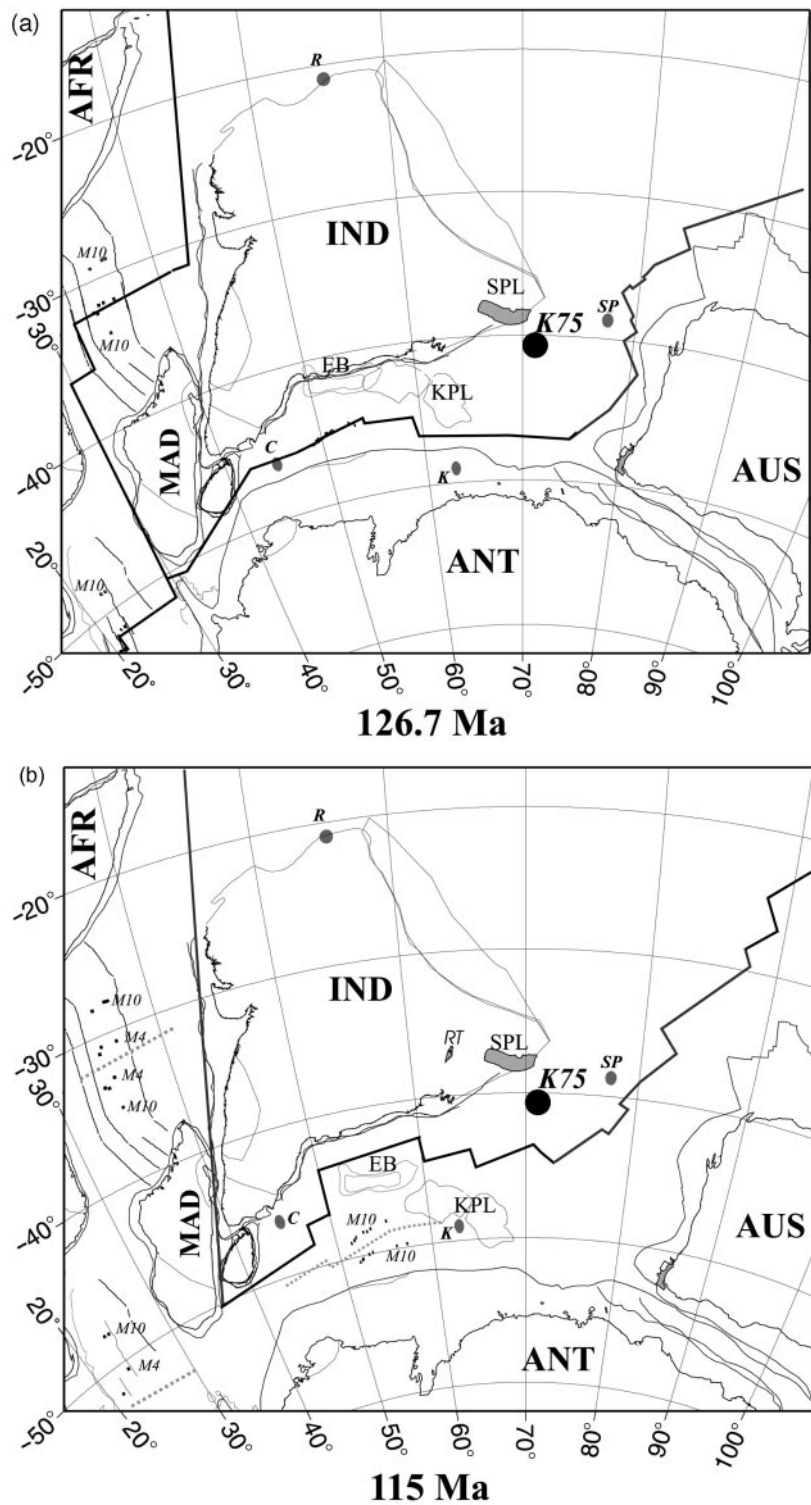 (a)
AFR
R
-20°
M10
IND
SPL
SP
K75
-30°
30°
M10
EB
KPL
MAD
C
K
AUS
-40°
ANT
20°
M10
-50°
20°
30°
40°
50°
60°
70°
80°
90°
100°
126.7 Ma
(b)
AFR
R
-20°
IND
M10
RT
SPL
SP
M4
K75
-30°
30°
M4
M10
EB
MAD
C
M10
KPL
K
-40°
M10
AUS
20°
M10
M4
ANT
-50°
20°
30°
40°
50°
60°
70°
80°
90°
100°
115 Ma